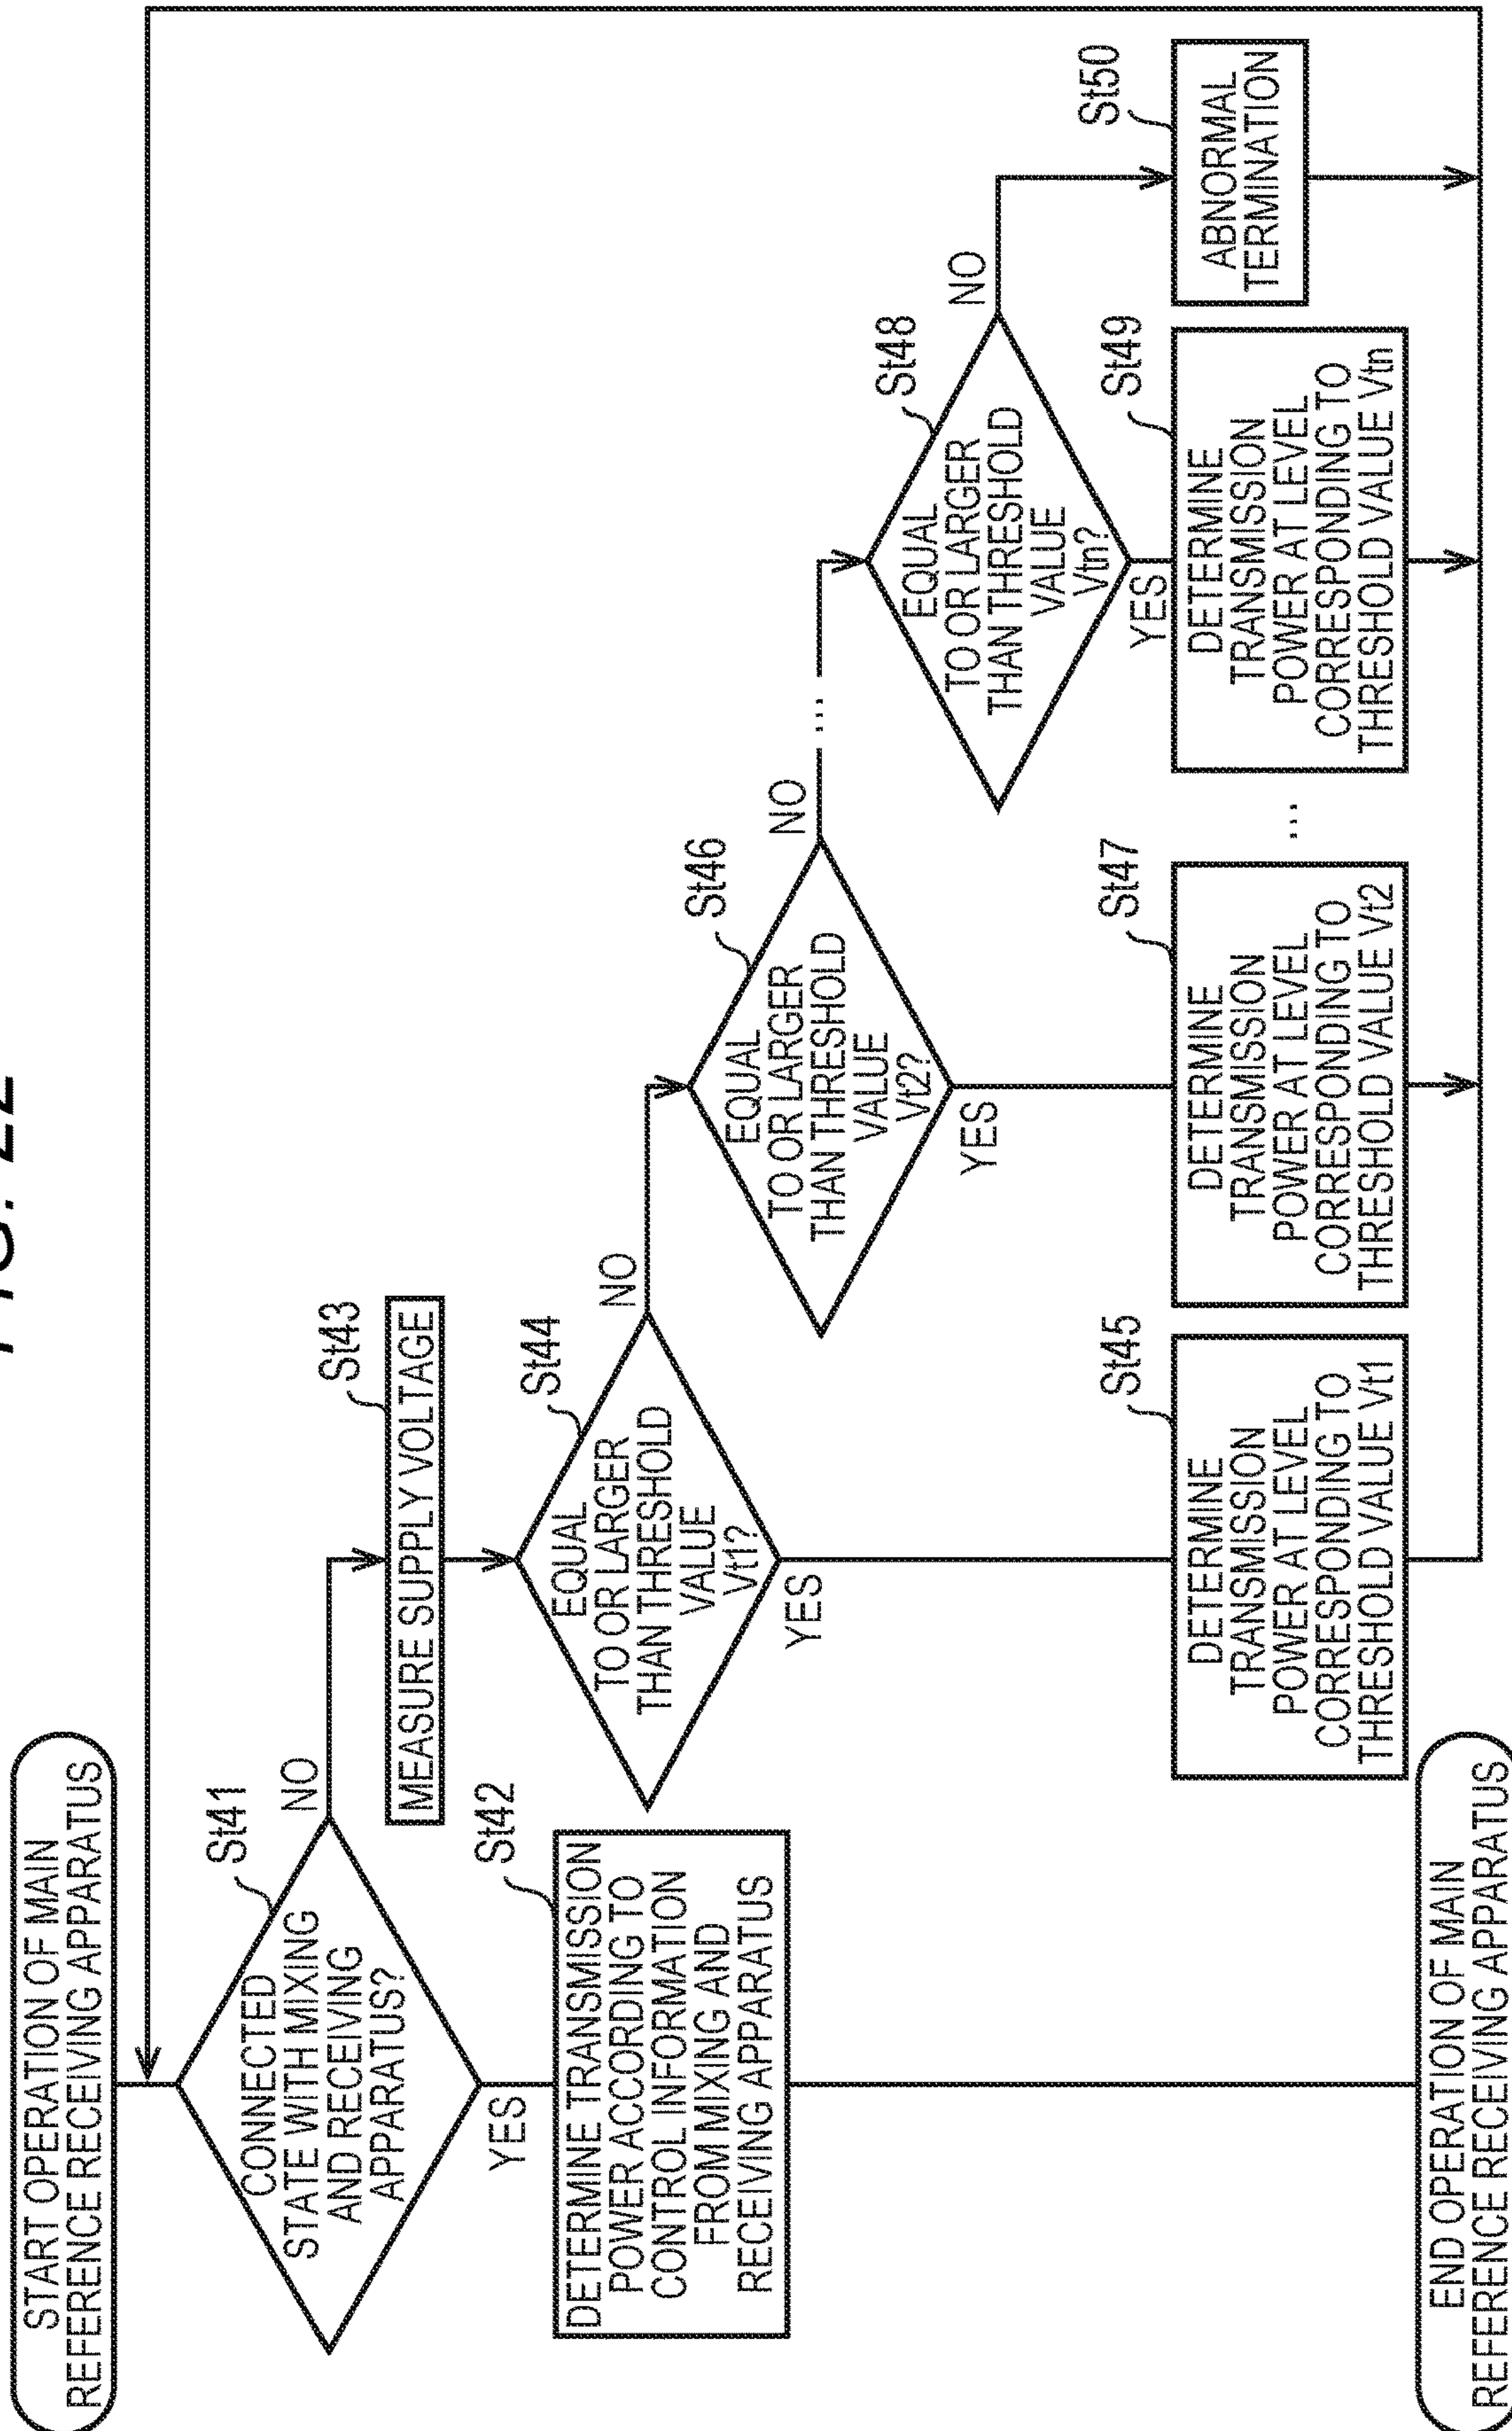 FIG. 22
START OPERATION OF MAIN
REFERENCE RECEIVING APPARATUS
St41
CONNECTED
STATE WITH MIXING
AND RECEIVING
APPARATUS?
NO
YES
St42
DETERMINE TRANSMISSION
POWER ACCORDING TO
CONTROL INFORMATION
FROM MIXING AND
RECEIVING APPARATUS
St43
MEASURE SUPPLY VOLTAGE
St44
EQUAL
TO OR LARGER
THAN THRESHOLD
VALUE
Vt1?
NO
YES
St45
DETERMINE
TRANSMISSION
POWER AT LEVEL
CORRESPONDING TO
THRESHOLD VALUE Vt1
St46
EQUAL
TO OR LARGER
THAN THRESHOLD
VALUE
Vt2?
NO
...
YES
St47
DETERMINE
TRANSMISSION
POWER AT LEVEL
CORRESPONDING TO
THRESHOLD VALUE Vt2
...
St48
EQUAL
TO OR LARGER
THAN THRESHOLD
VALUE
Vtn?
NO
YES
St49
DETERMINE
TRANSMISSION
POWER AT LEVEL
CORRESPONDING TO
THRESHOLD VALUE Vtn
St50
ABNORMAL
TERMINATION
END OPERATION OF MAIN
REFERENCE RECEIVING APPARATUS